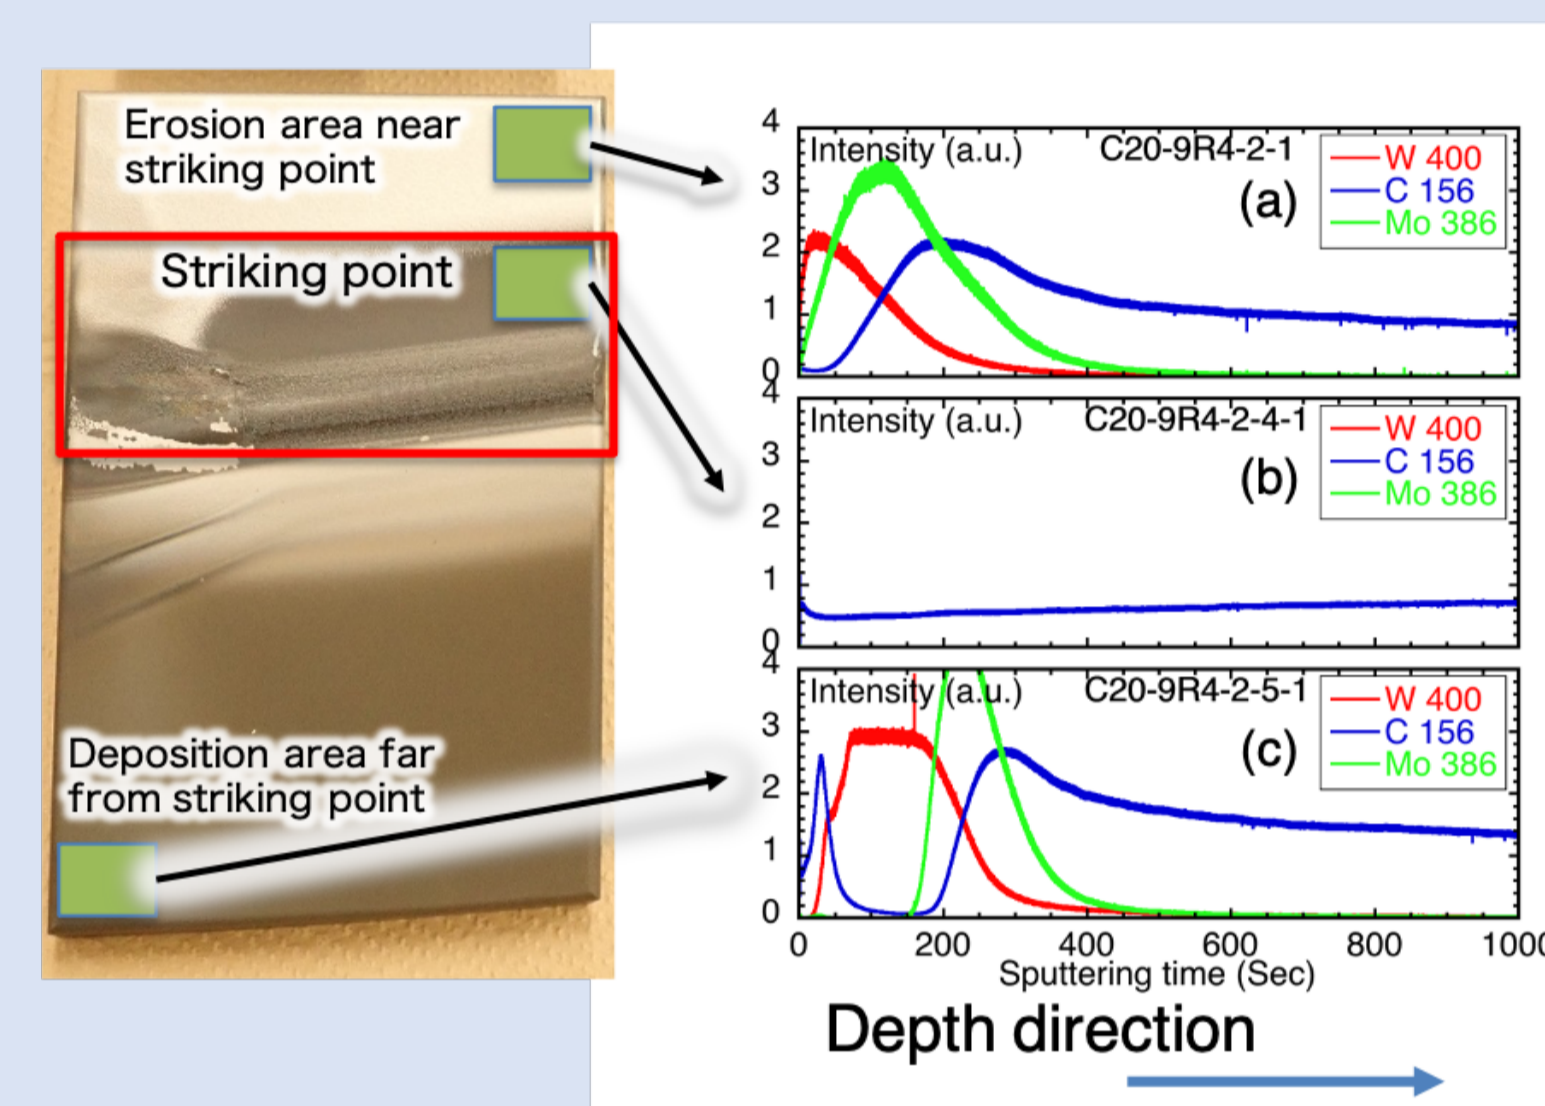 Erosion area near
striking point
Striking point
Deposition area far
from striking point
4
3
2
1
0
Intensity (a.u.)
C20-9R4-2-1
(a)
W 400
C 156
Mo 386
4
3
2
1
0
Intensity (a.u.)
C20-9R4-2-4-1
(b)
W 400
C 156
Mo 386
4
3
2
1
0
Intensity (a.u.)
C20-9R4-2-5-1
(c)
W 400
C 156
Mo 386
0 200 400 600 800 100
Sputtering time (Sec)
Depth direction